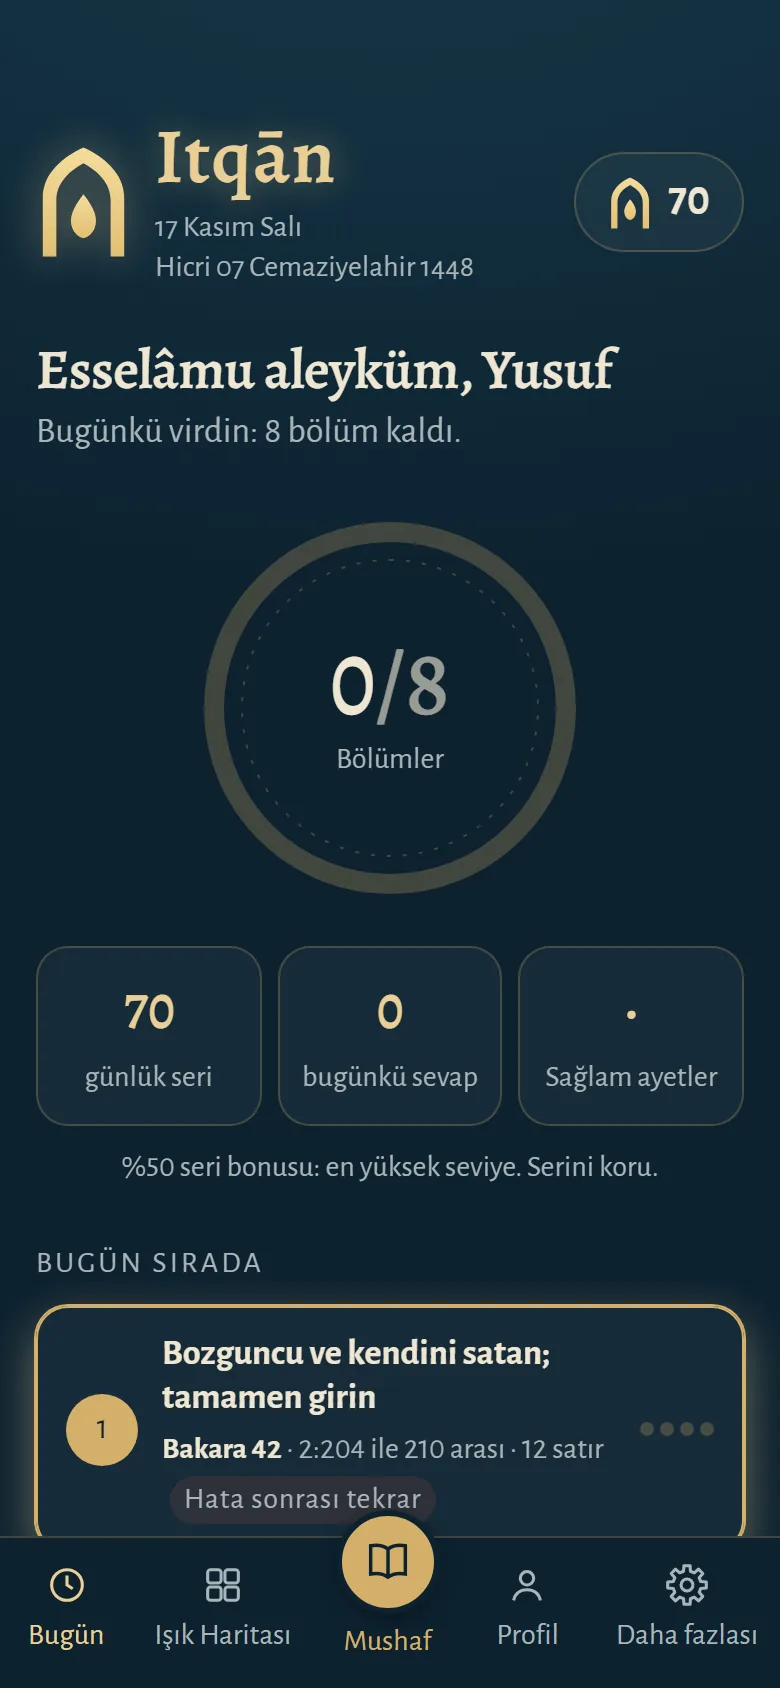 Itqān
17 Kasım Salı
Hicri 07 Cemaziyelahir 1448
70
Esselâmu aleyküm, Yusuf
Bugünkü virdin: 8 bölüm kaldı.
0/8
Bölümler
70
günlük seri
0
bugünkü sevap
·
Sağlam ayetler
%50 seri bonusu: en yüksek seviye. Serini koru.
BUGÜN SIRADA
1
Bozguncu ve kendini satan;
tamamen girin
Bakara 42 · 2:204 ile 210 arası · 12 satır
Hata sonrası tekrar
Bugün
Işık Haritası
Mushaf
Profil
Daha fazlası